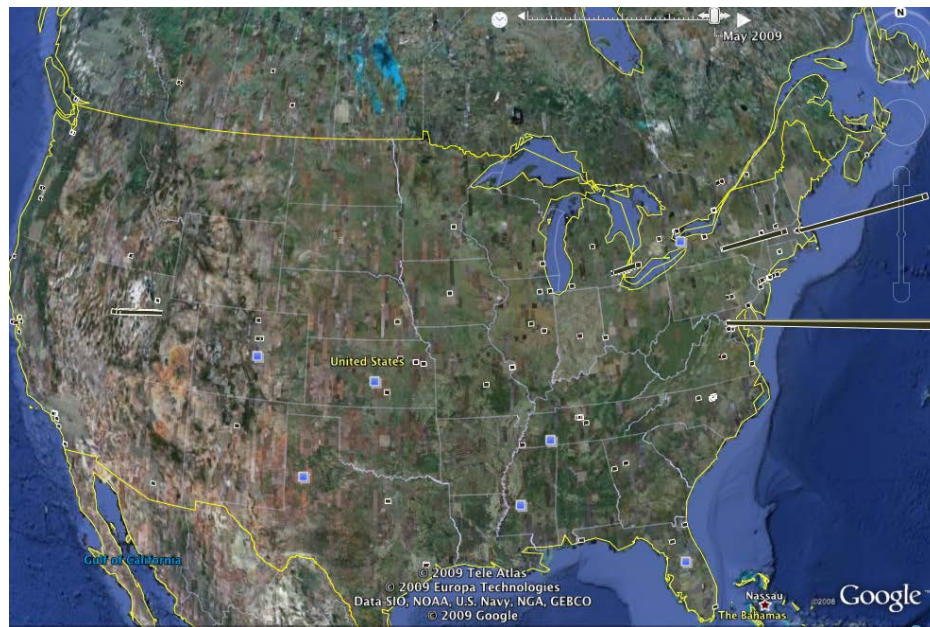 N
May 2009
United States
Gulf of California
© 2009 Tele Atlas
© 2009 Europa Technologies
Data SIO, NOAA, U.S. Navy, NGA, GEBCO
© 2009 Google
Nassau
The Bahamas
©2008 Google